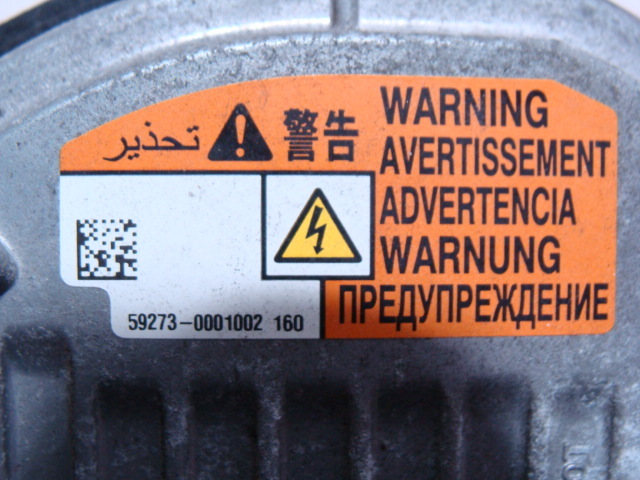 تحذير
警告
WARNING
AVERTISSEMENT
ADVERTENCIA
WARNUNG
ПРЕДУПРЕЖДЕНИЕ
59273-0001002 160